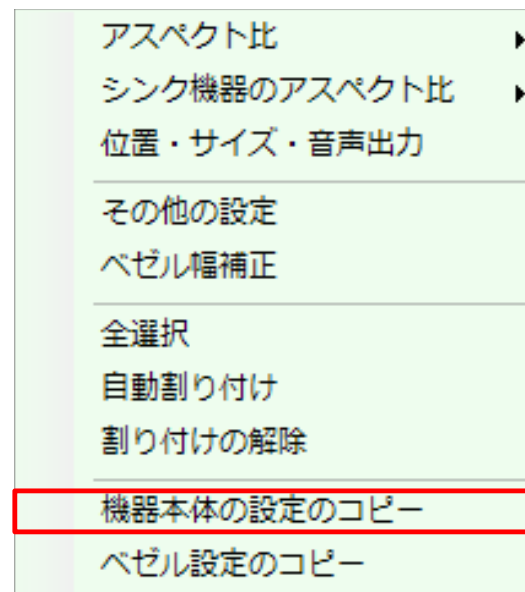 アスペクト比
シンク機器のアスペクト比
位置・サイズ・音声出力
その他の設定
ベゼル幅補正
全選択
自動割り付け
割り付けの解除
機器本体の設定のコピー
ベゼル設定のコピー